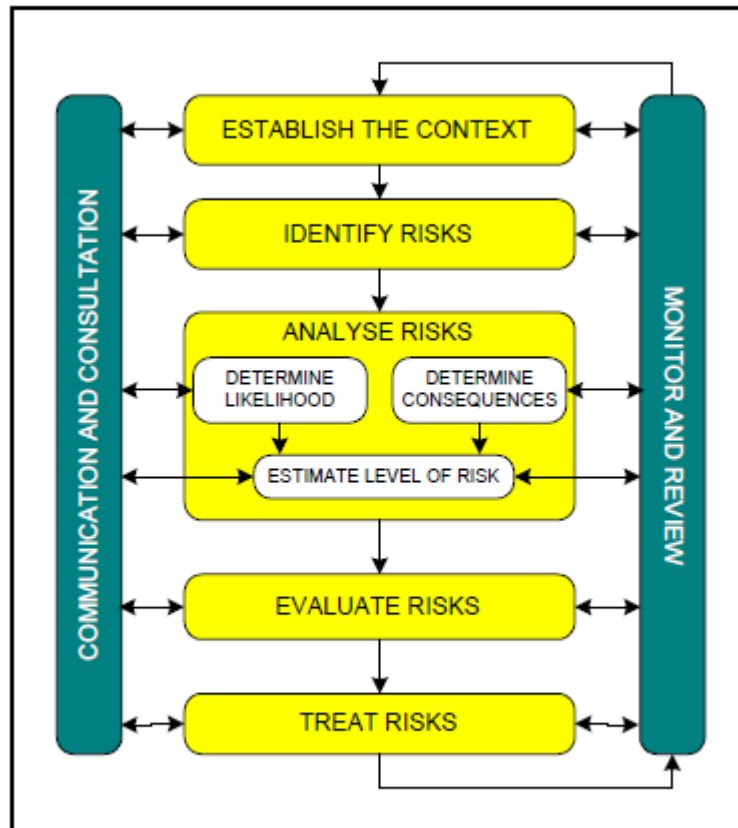 ESTABLISH THE CONTEXT
IDENTIFY RISKS
ANALYSE RISKS
DETERMINE
LIKELIHOOD
DETERMINE
CONSEQUENCES
ESTIMATE LEVEL OF RISK
EVALUATE RISKS
TREAT RISKS
COMMUNICATION AND CONSULTATION
MONITOR AND REVIEW